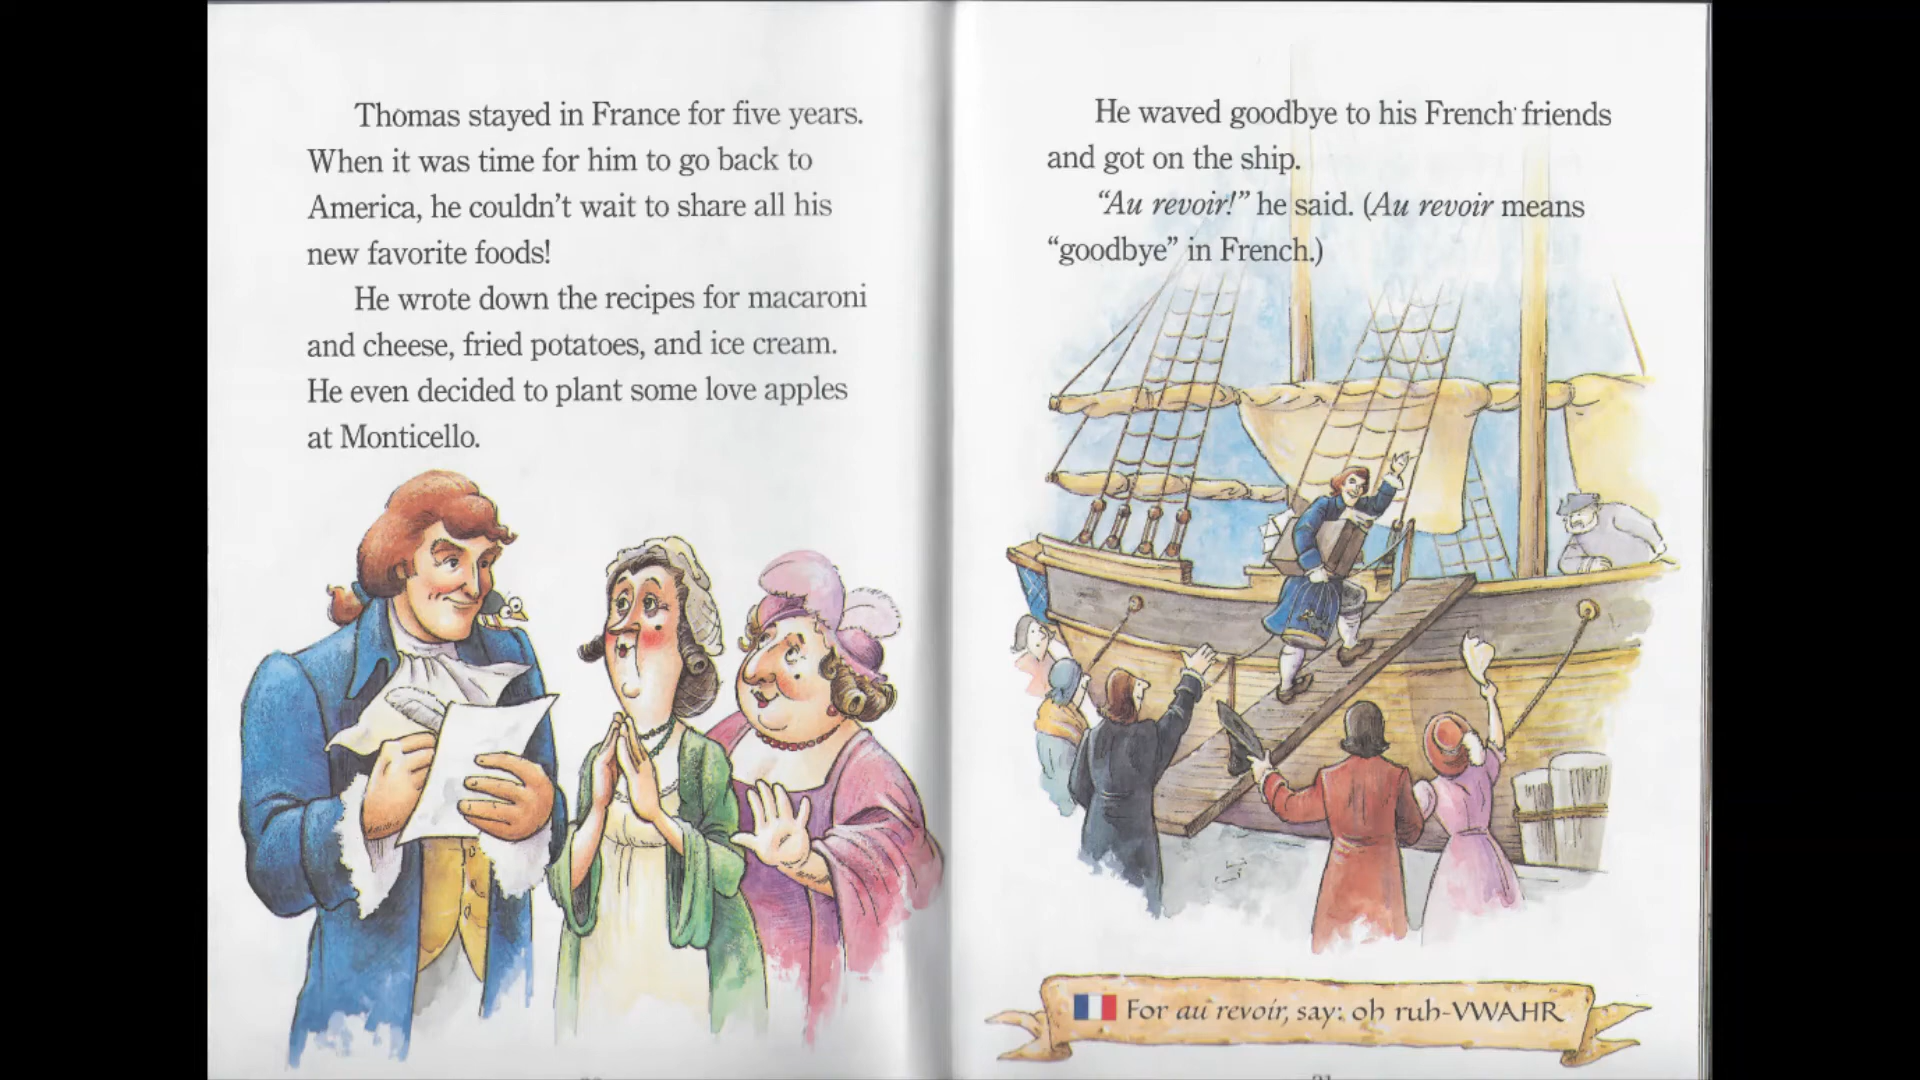 Thomas stayed in France for five years.
When it was time for him to go back to
America, he couldn't wait to share all his
new favorite foods!
He wrote down the recipes for macaroni
and cheese, fried potatoes, and ice cream.
He even decided to plant some love apples
at Monticello.
He waved goodbye to his French friends
and got on the ship.
“Au revoir!” he said. (Au revoir means
“goodbye” in French.)
For au revoir, say: oh ruh-VWAHR